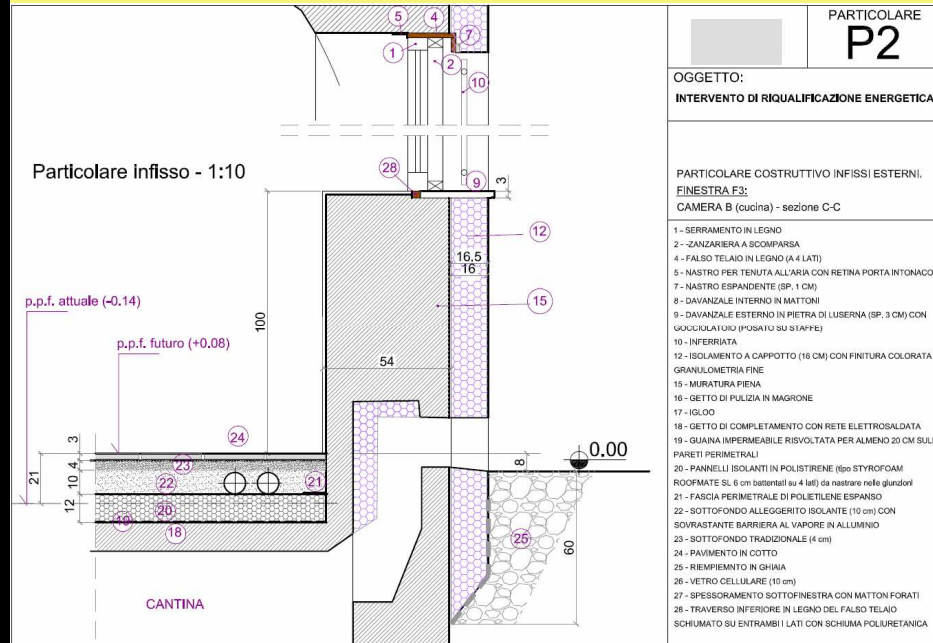 PARTICOLARE
P2
OGGETTO:
INTERVENTO DI RIQUALIFICAZIONE ENERGETICA
PARTICOLARE COSTRUTTIVO INFISSI ESTERNI.
FINESTRA F3:
CAMERA B (cucina) - sezione C-C
1 - SERRAMENTO IN LEGNO
2 - -ZANZARIERA A SCOMPARSA
4 - FALSO TELAIO IN LEGNO (A 4 LATI)
5 - NASTRO PER TENUTA ALL'ARIA CON RETINA PORTA INTONACO
7 - NASTRO ESPANDENTE (SP, 1 CM)
8 - DAVANZALE INTERNO IN MATTONI
9 - DAVANZALE ESTERNO IN PIETRA DI LUSERNA (SP. 3 CM) CON
GOCCIOLATOIO (POSATO SU STAFFE)
10 - INFERRIATA
12 - ISOLAMENTO A CAPPOTTO (16 CM) CON FINITURA COLORATA
GRANULOMETRIA FINE
15 - MURATURA PIENA
16 - GETTO DI PULIZIA IN MAGRONE
17 - IGLOO
18 - GETTO DI COMPLETAMENTO CON RETE ELETTROSALDATA
19 - GUAINA IMPERMEABILE RISVOLTATA PER ALMENO 20 CM SULLE
PARETI PERIMETRALI
20 - PANNELLI ISOLANTI IN POLISTIRENE (tipo STYROFOAM
ROOFMATE SL 6 cm battentati su 4 lati) da nastrare nelle giunzioni
21 - FASCIA PERIMETRALE DI POLIETILENE ESPANSO
22 - SOTTOFONDO ALLEGGERITO ISOLANTE (10 cm) CON
SOVRASTANTE BARRIERA AL VAPORE IN ALLUMINIO
23 - SOTTOFONDO TRADIZIONALE (4 cm)
24 - PAVIMENTO IN COTTO
25 - RIEMPIEMNTO IN GHIAIA
26 - VETRO CELLULARE (10 cm)
27 - SPESSORAMENTO SOTTOFINESTRA CON MATTON FORATI
28 - TRAVERSO INFERIORE IN LEGNO DEL FALSO TELAIO
SCHIUMATO SU ENTRAMBI I LATI CON SCHIUMA POLIURETANICA
5
4
7
1
2
10
Particolare infisso - 1:10
28
9
3
12
16,5
16
15
p.p.f. attuale (-0.14)
100
p.p.f. futuro (+0.08)
54
24
3
4
10
12
21
23
22
21
20
19
18
8
0.00
25
60
CANTINA